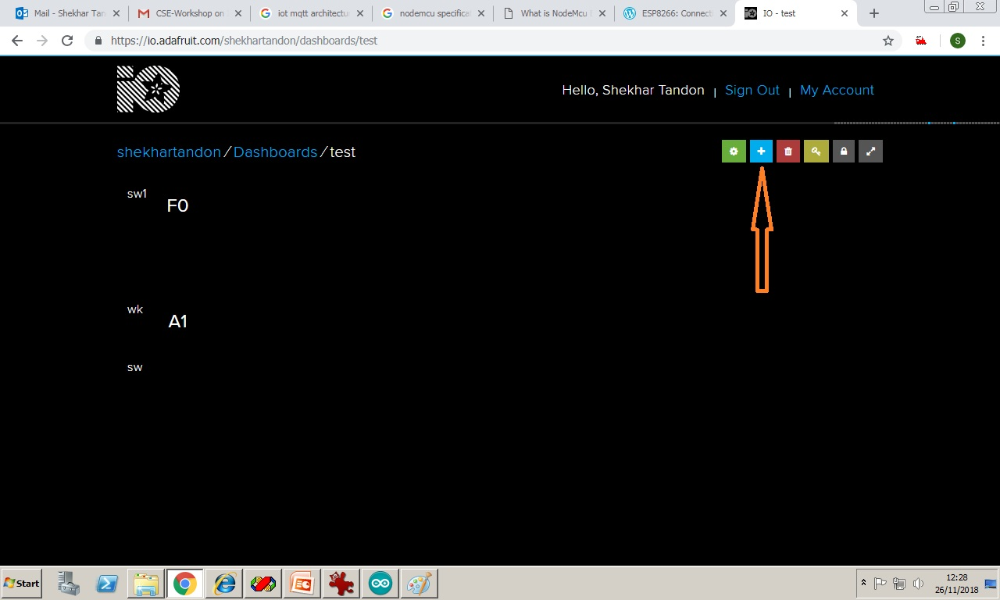 Mail - Shekhar Tan
CSE-Workshop on
iot mqtt architectur
nodemcu specificat
What is NodeMcu
ESP8266: Connecti
IO - test
https://io.adafruit.com/shekhartandon/dashboards/test
S
Hello, Shekhar Tandon | Sign Out | My Account
shekhartandon / Dashboards / test
sw1
F0
wk
A1
sw
Start
12:28
26/11/2018